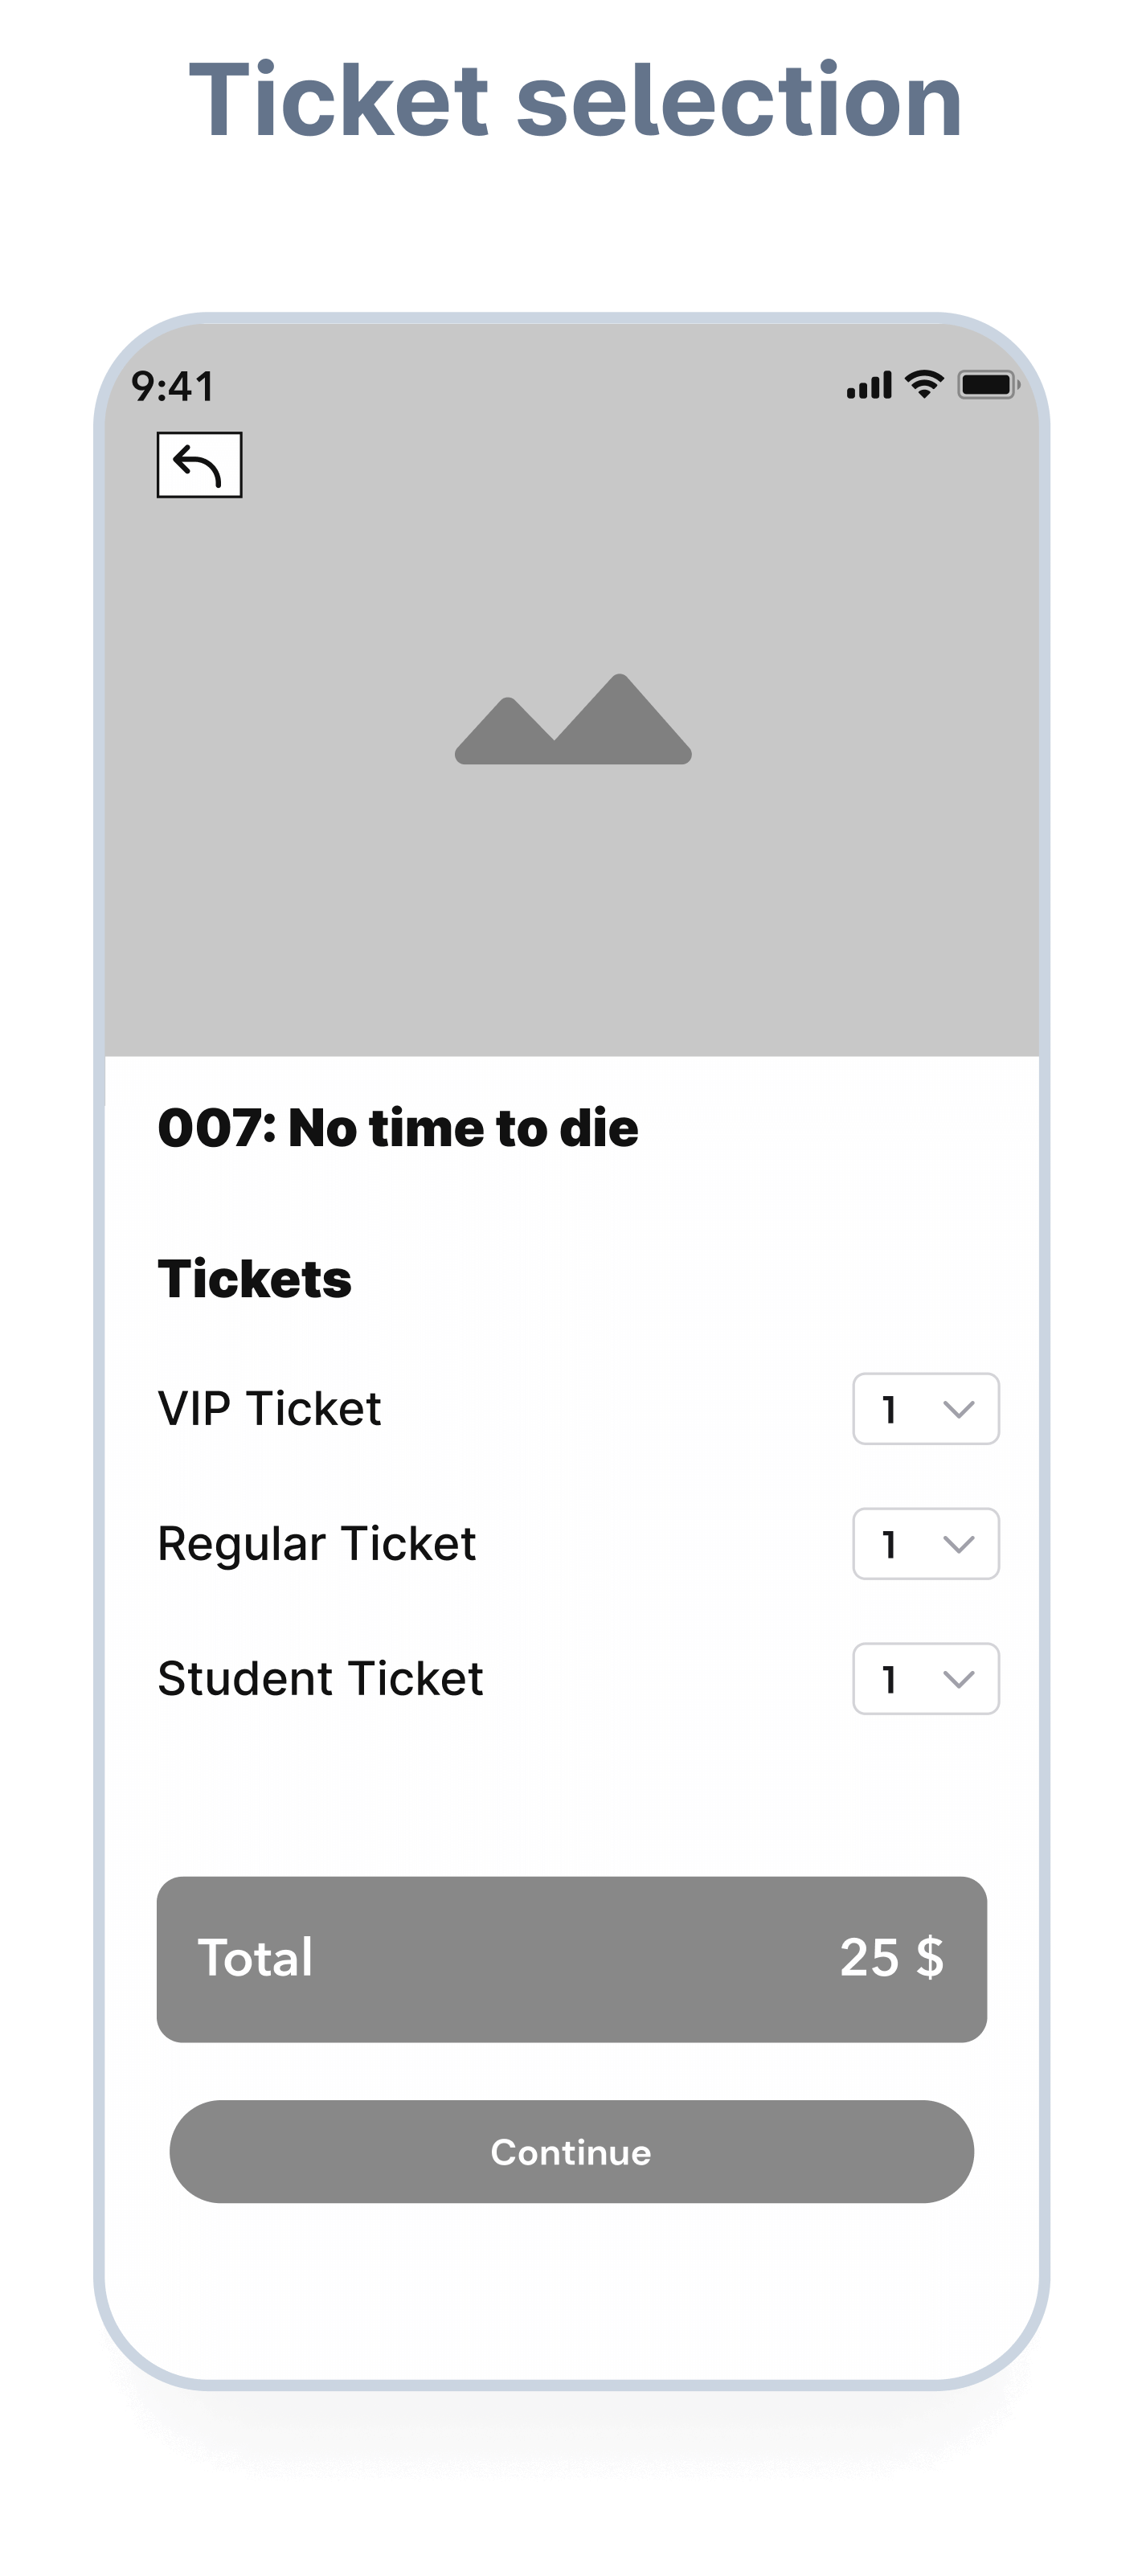 Ticket selection
9:41
007: No time to die
Tickets
VIP Ticket 1
Regular Ticket 1
Student Ticket 1
Total 25 $
Continue